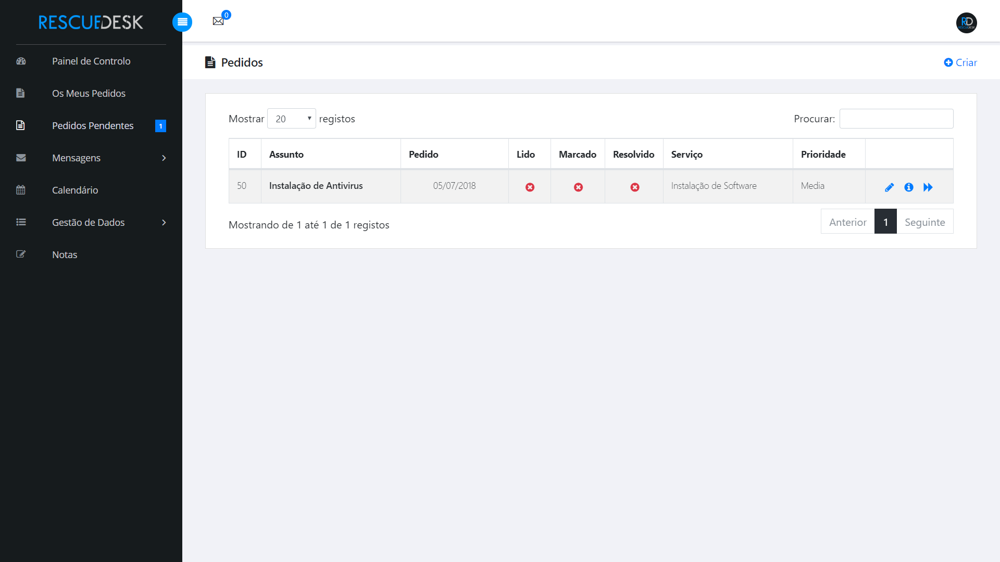 RESCUEDESK
0
RD
RESCUEDESK
Painel de Controlo
Os Meus Pedidos
Pedidos Pendentes 1
Mensagens
Calendário
Gestão de Dados
Notas
Pedidos
Criar
Mostrar 20 registos
Procurar:
ID Assunto Pedido Lido Marcado Resolvido Serviço Prioridade
50 Instalação de Antivirus 05/07/2018 Instalação de Software Media
Mostrando de 1 até 1 de 1 registos
Anterior 1 Seguinte